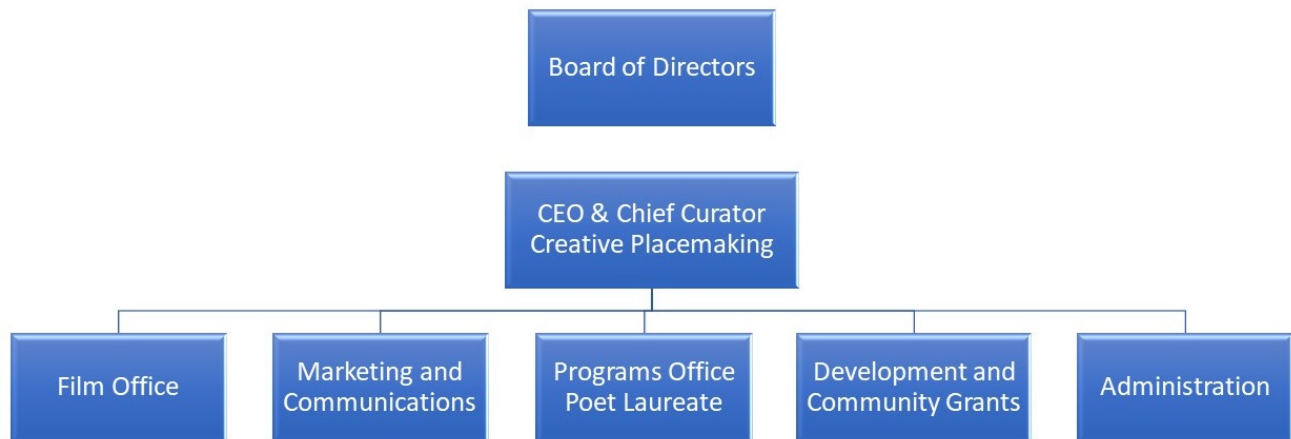 Board of Directors
CEO & Chief Curator
Creative Placemaking
Film Office
Marketing and
Communications
Programs Office
Poet Laureate
Development and
Community Grants
Administration